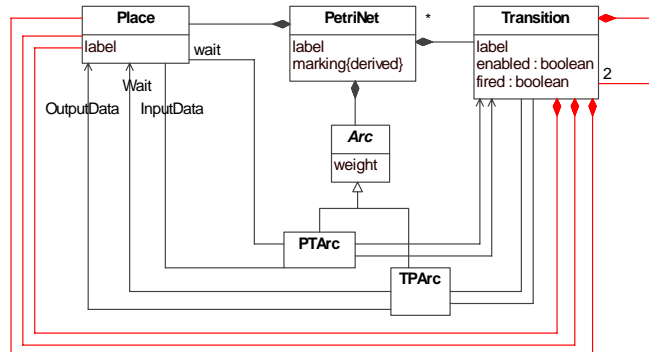 Place
PetriNet
*
Transition
label
wait
label
marking{derived}
label
enabled : boolean
fired : boolean
2
Wait
OutputData
InputData
Arc
weight
PTArc
TPArc